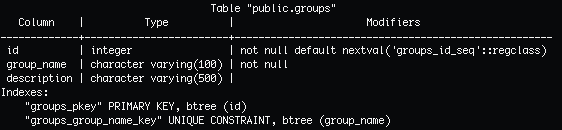 Table "public.groups"
Column | Type | Modifiers
-------------+------------------------+-----------------------------------------------------
id | integer | not null default nextval('groups_id_seq'::regclass)
group_name | character varying(100) | not null
description | character varying(500) |
Indexes:
"groups_pkey" PRIMARY KEY, btree (id)
"groups_group_name_key" UNIQUE CONSTRAINT, btree (group_name)